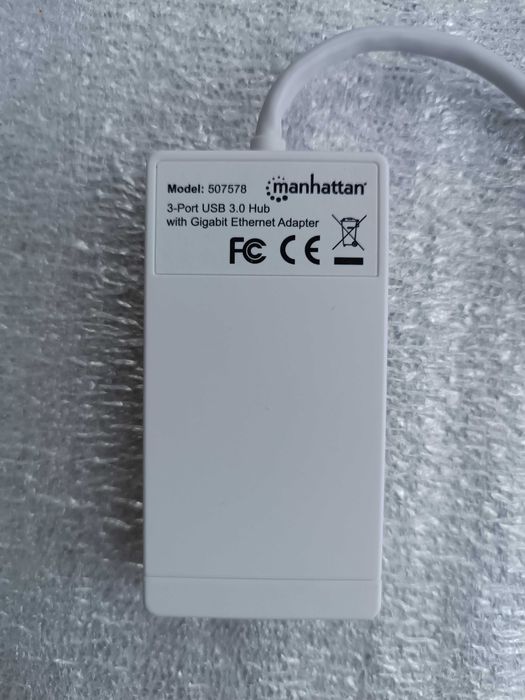 Model: 507578 manhattan®
3-Port USB 3.0 Hub
with Gigabit Ethernet Adapter
FC CE